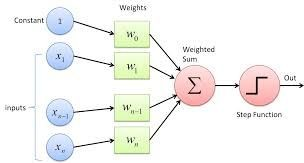 Weights
Constant
1
w₀
Weighted
Sum
x₁
w₁
inputs
Σ
Out
xₙ₋₁
wₙ₋₁
Step Function
xₙ
wₙ